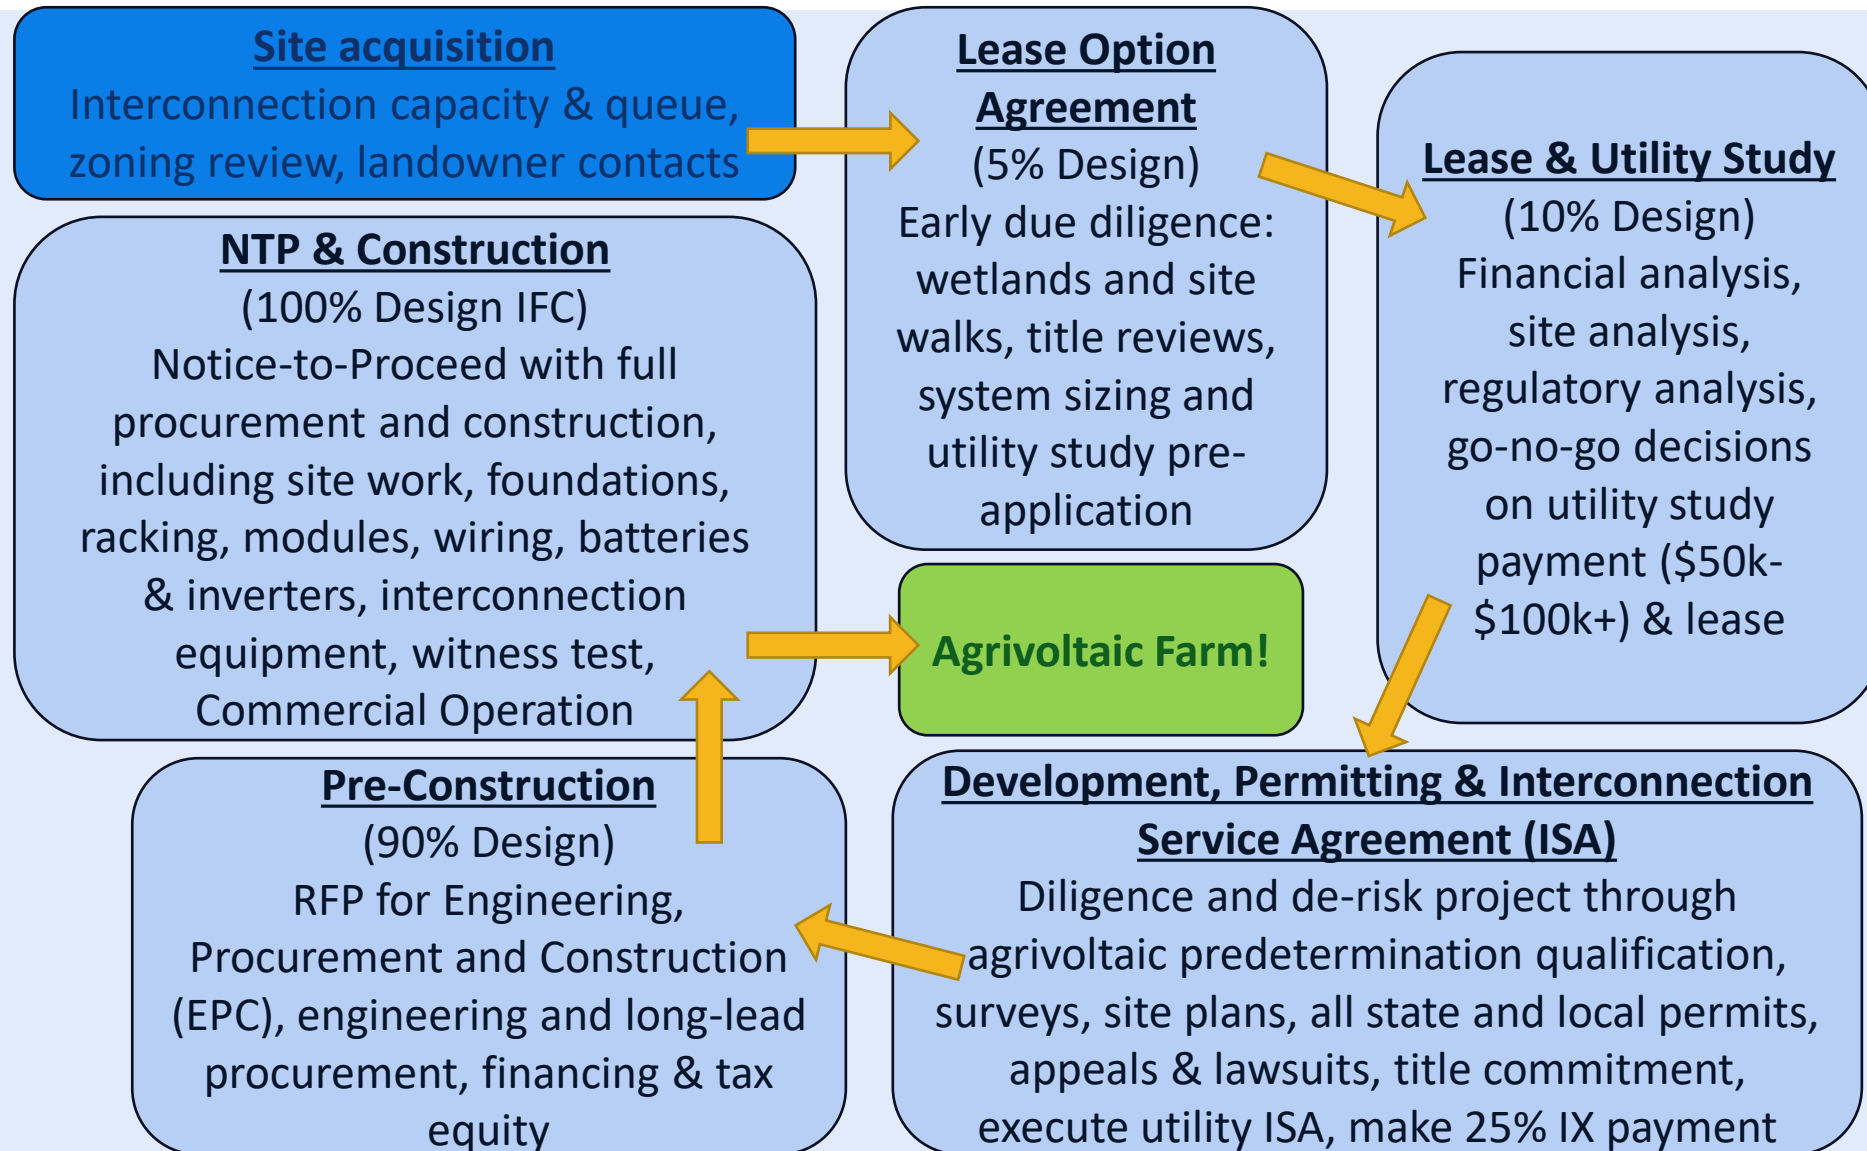 Site acquisition
Interconnection capacity & queue,
zoning review, landowner contacts
Lease Option
Agreement
(5% Design)
Early due diligence:
wetlands and site
walks, title reviews,
system sizing and
utility study pre-
application
Lease & Utility Study
(10% Design)
Financial analysis,
site analysis,
regulatory analysis,
go-no-go decisions
on utility study
payment ($50k-
$100k+) & lease
Development, Permitting & Interconnection
Service Agreement (ISA)
Diligence and de-risk project through
agrivoltaic predetermination qualification,
surveys, site plans, all state and local permits,
appeals & lawsuits, title commitment,
execute utility ISA, make 25% IX payment
Pre-Construction
(90% Design)
RFP for Engineering,
Procurement and Construction
(EPC), engineering and long-lead
procurement, financing & tax
equity
NTP & Construction
(100% Design IFC)
Notice-to-Proceed with full
procurement and construction,
including site work, foundations,
racking, modules, wiring, batteries
& inverters, interconnection
equipment, witness test,
Commercial Operation
Agrivoltaic Farm!